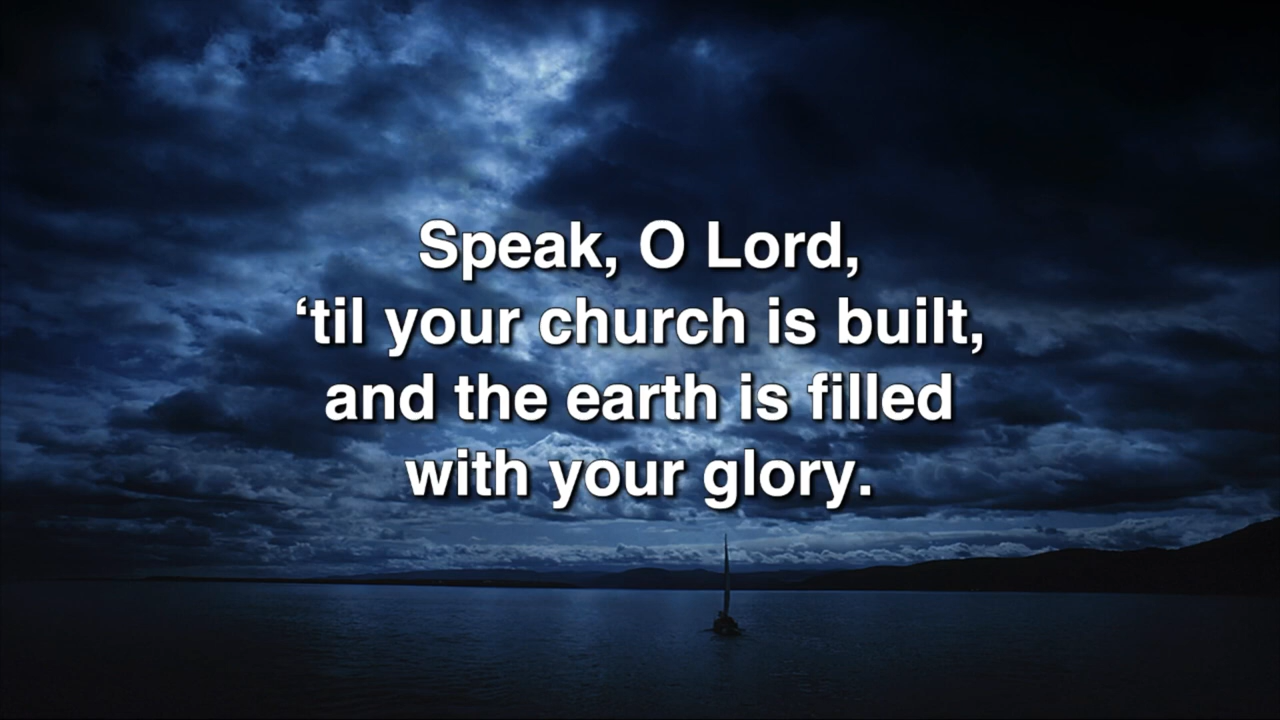 Speak, O Lord,
‘til your church is built,
and the earth is filled
with your glory.